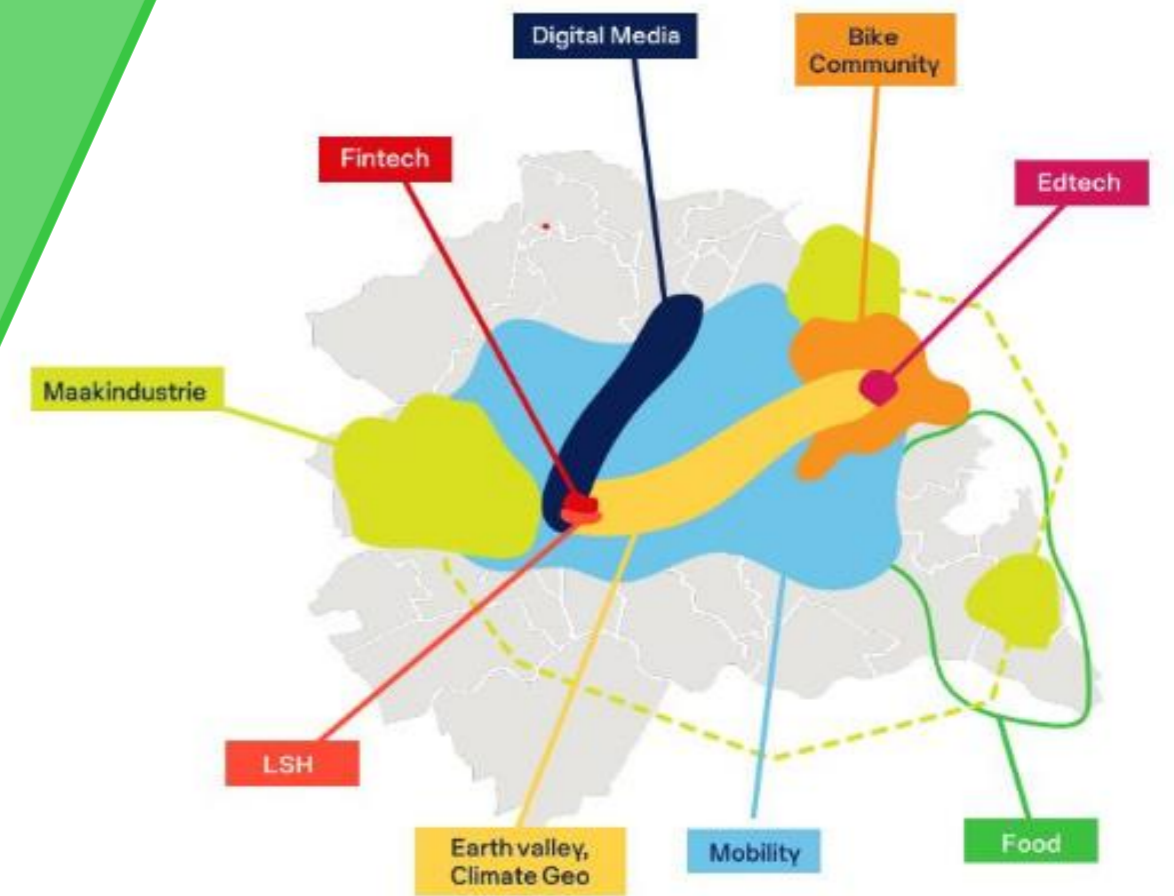 Digital Media
Bike
Community
Fintech
Edtech
Maakindustrie
LSH
Earth valley,
Climate Geo
Mobility
Food